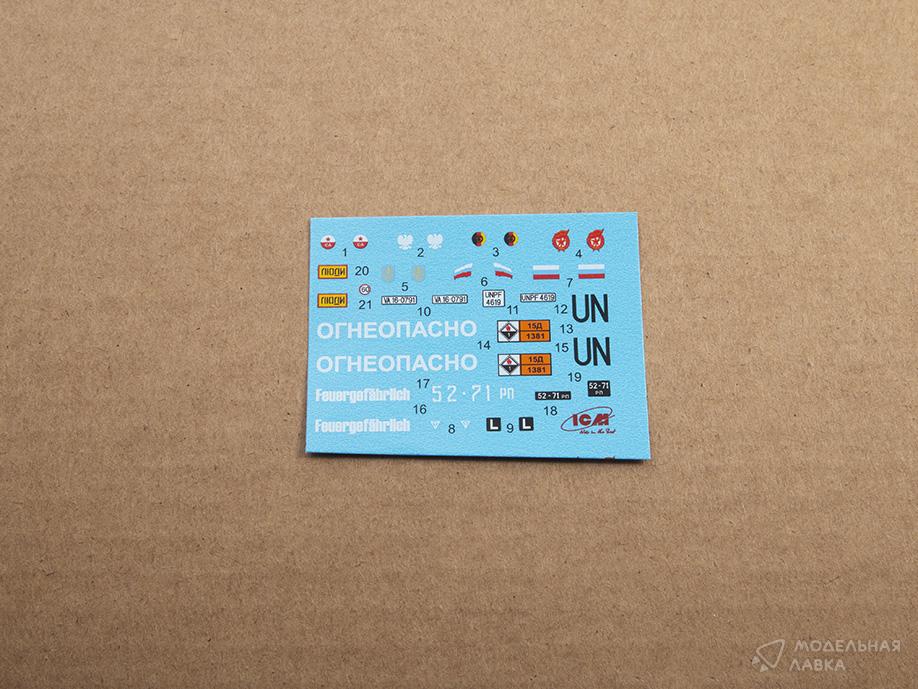 СА СА
1 2 3 4
ЛЮДИ 20 5 6 7
60
ЛЮДИ 21 VA 16-0791 VA 16-0791 UNPF 4619 UNPF 4619 12 UN
10 11
ОГНЕОПАСНО 15Д 1381 13
14 15 UN
ОГНЕОПАСНО 15Д 1381
17 19
Feuergefährlich 52·71 РП 52·71 РП 52·71 РП
16 18
Feuergefährlich 8 L 9 L ICM
МОДЕЛЬНАЯ
ЛАВКА